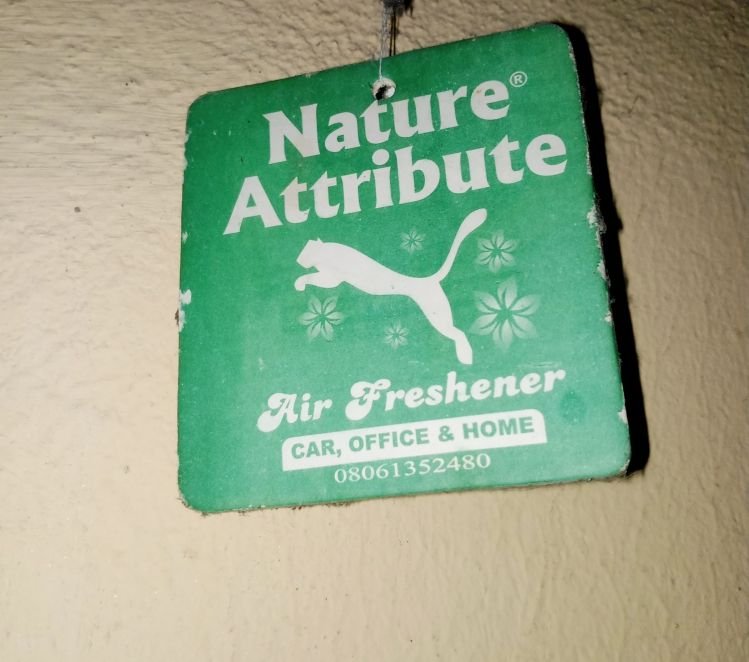 Nature®
Attribute
Air Freshener
CAR, OFFICE & HOME
08061352480